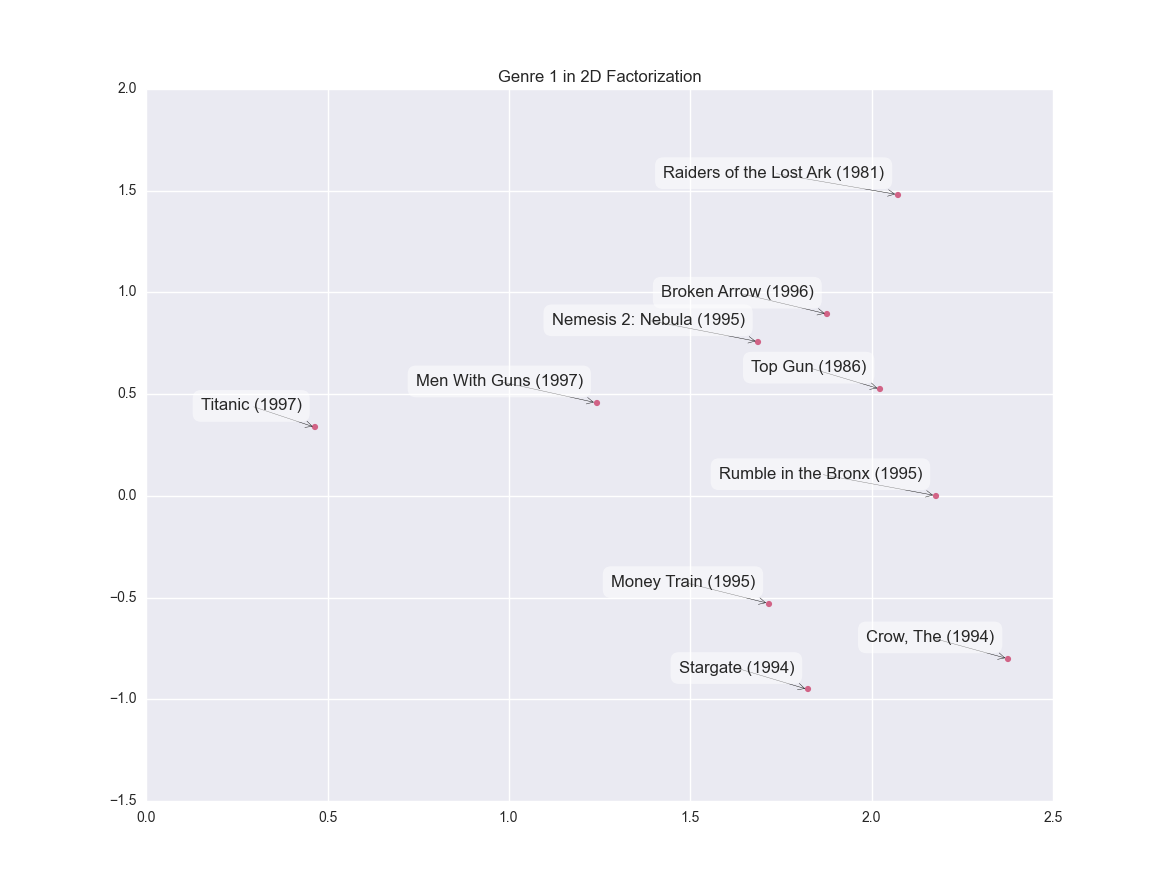 Genre 1 in 2D Factorization
2.0
Raiders of the Lost Ark (1981)
1.5
Broken Arrow (1996)
1.0
Nemesis 2: Nebula (1995)
Top Gun (1986)
Men With Guns (1997)
0.5
Titanic (1997)
Rumble in the Bronx (1995)
0.0
Money Train (1995)
−0.5
Crow, The (1994)
Stargate (1994)
−1.0
−1.5
0.0 0.5 1.0 1.5 2.0 2.5